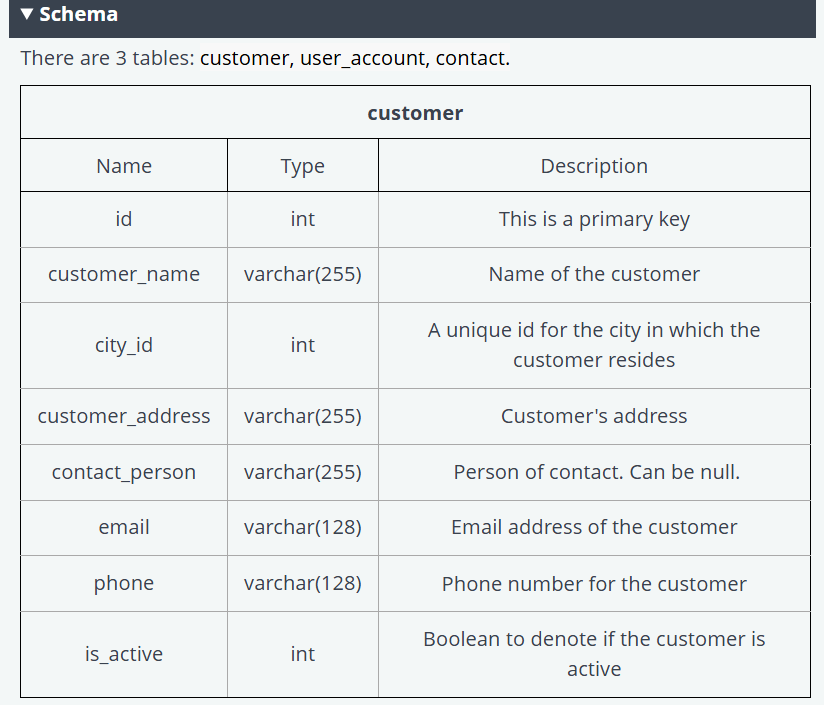 ▼ Schema
There are 3 tables: customer, user_account, contact.
customer
Name Type Description
id int This is a primary key
customer_name varchar(255) Name of the customer
city_id int A unique id for the city in which the
customer resides
customer_address varchar(255) Customer's address
contact_person varchar(255) Person of contact. Can be null.
email varchar(128) Email address of the customer
phone varchar(128) Phone number for the customer
is_active int Boolean to denote if the customer is
active